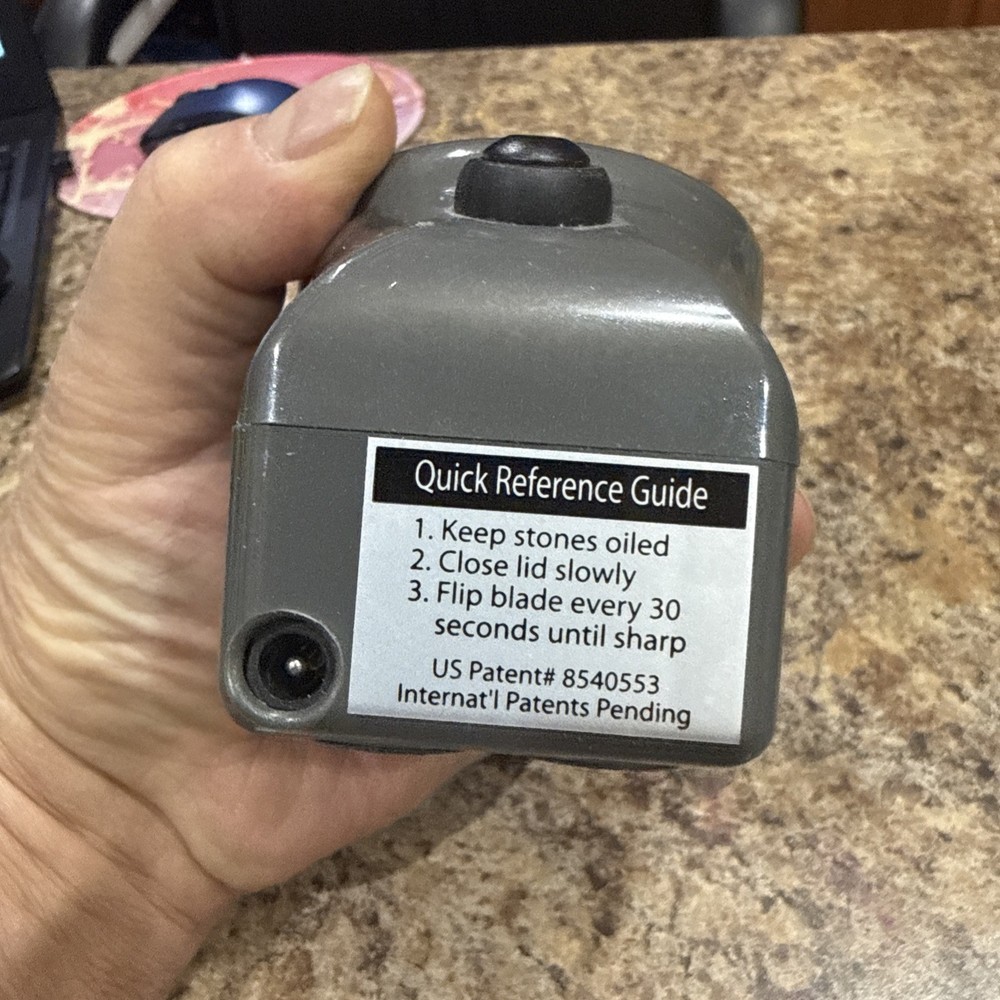 Quick Reference Guide
1. Keep stones oiled
2. Close lid slowly
3. Flip blade every 30
seconds until sharp
US Patent# 8540553
Internat'l Patents Pending